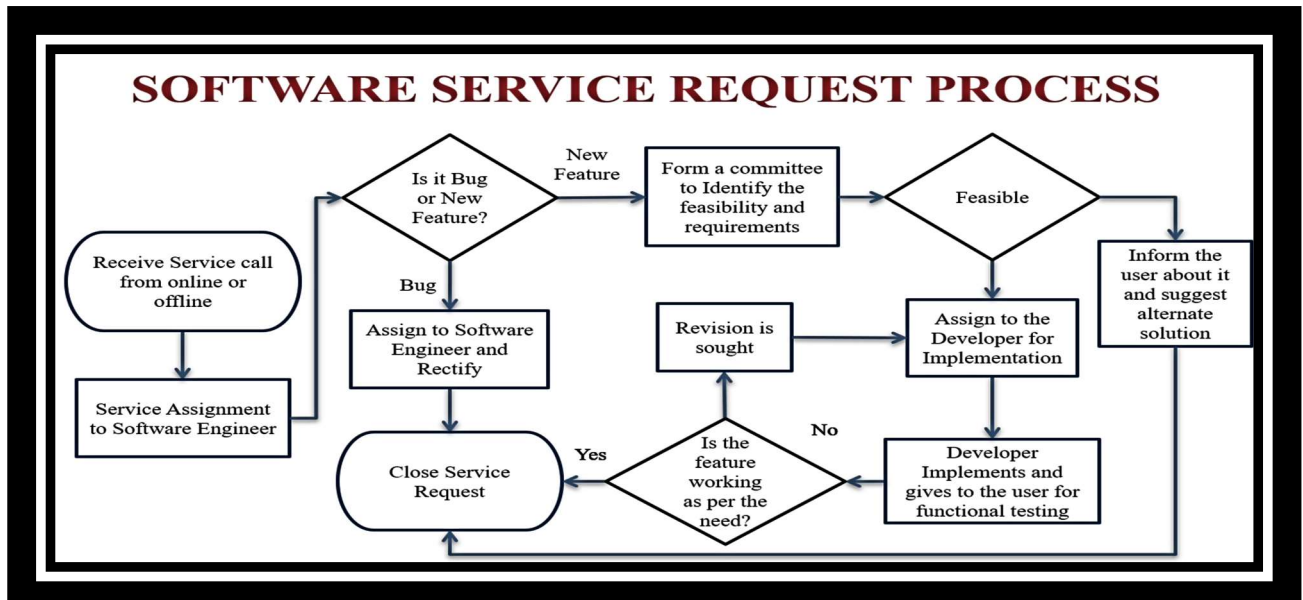 SOFTWARE SERVICE REQUEST PROCESS
Receive Service call
from online or
offline
Service Assignment
to Software Engineer
Is it Bug
or New
Feature?
New
Feature
Bug
Assign to Software
Engineer and
Rectify
Close Service
Request
Form a committee
to Identify the
feasibility and
requirements
Feasible
Inform the
user about it
and suggest
alternate
solution
Assign to the
Developer for
Implementation
Developer
Implements and
gives to the user for
functional testing
Is the
feature
working
as per the
need?
No
Yes
Revision is
sought